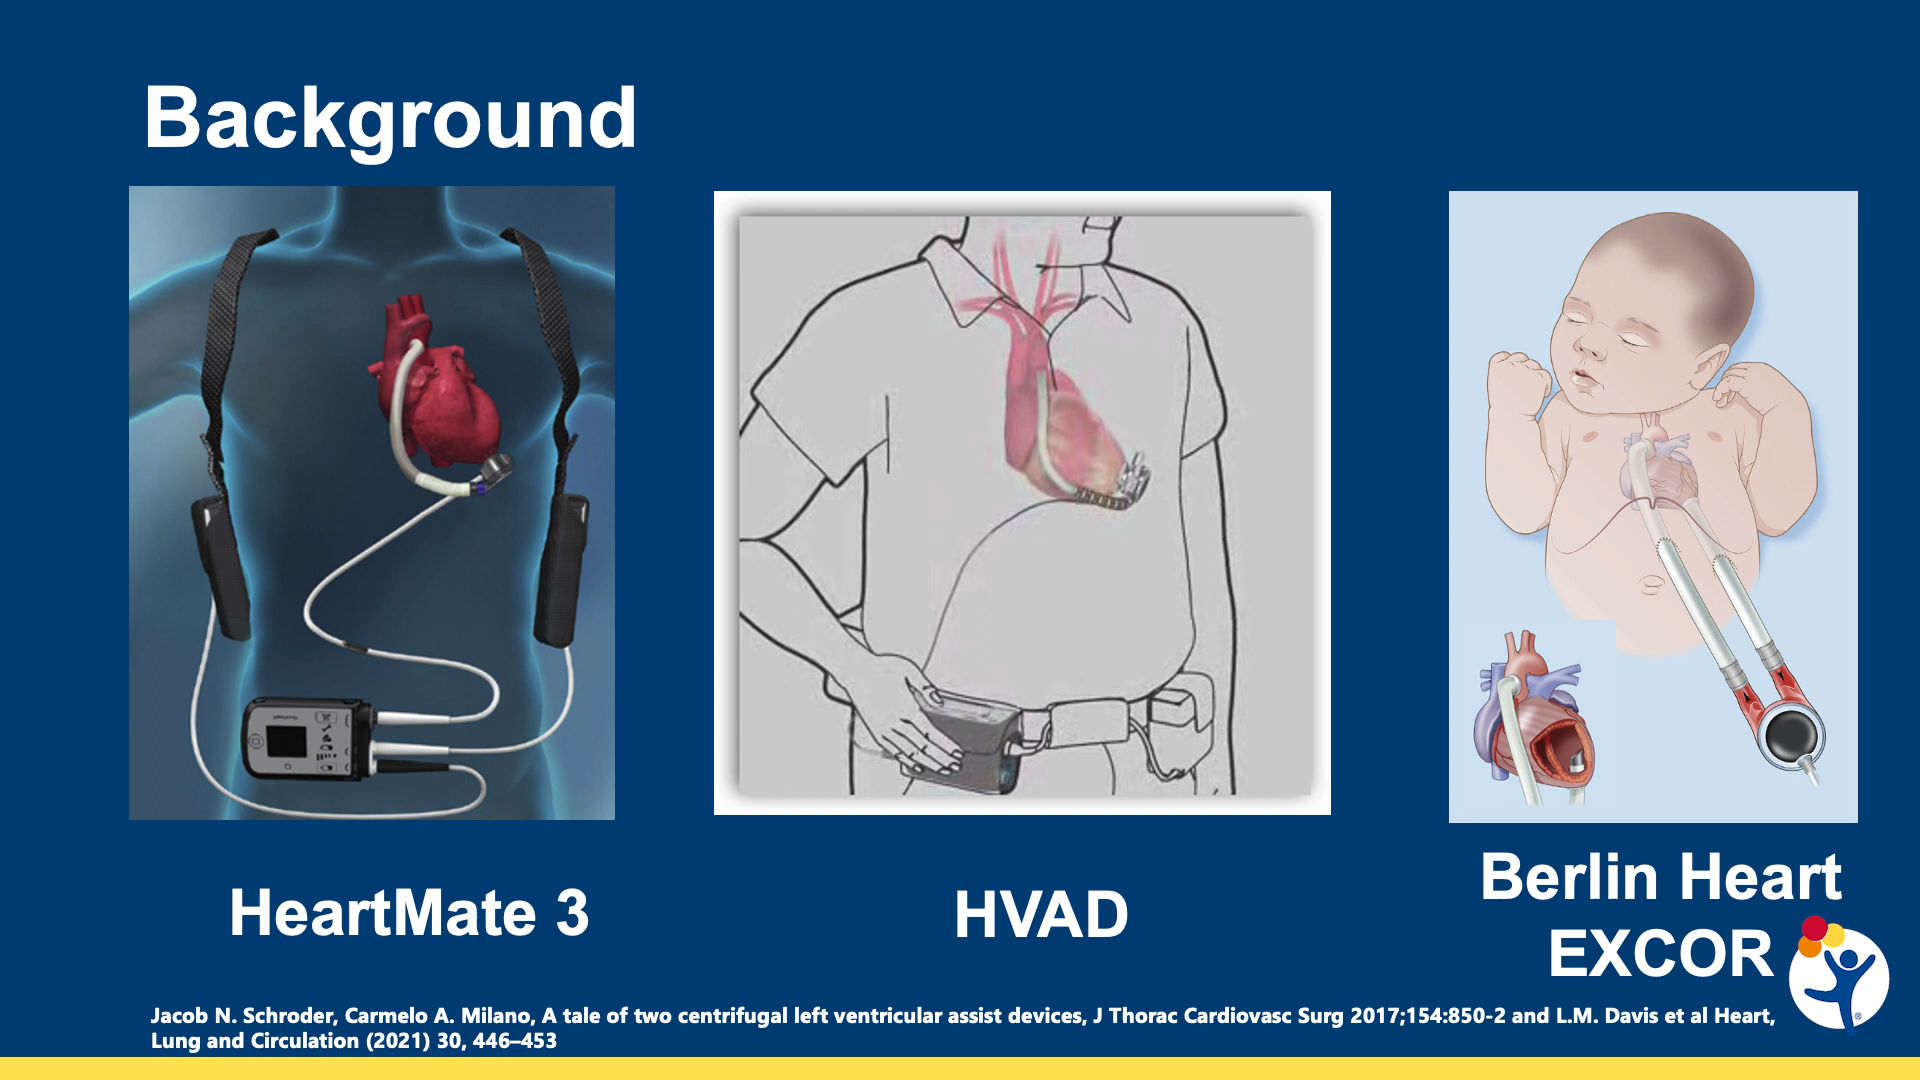 Background
HeartMate 3
HVAD
Berlin Heart
EXCOR
Jacob N. Schroder, Carmelo A. Milano, A tale of two centrifugal left ventricular assist devices, J Thorac Cardiovasc Surg 2017;154:850-2 and L.M. Davis et al Heart,
Lung and Circulation (2021) 30, 446–453
®